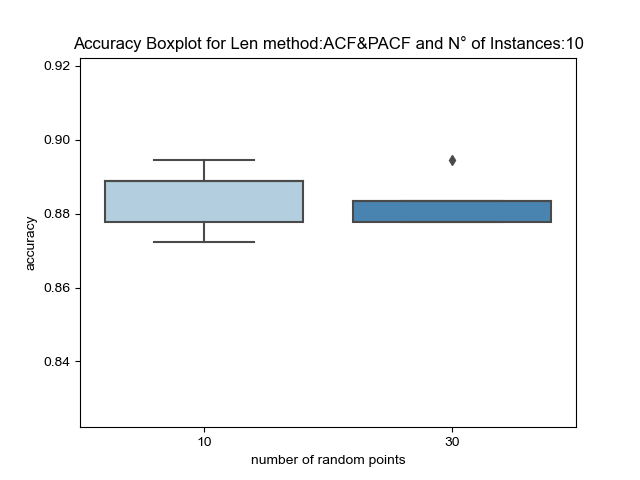 Accuracy Boxplot for Len method:ACF&PACF and N° of Instances:10
0.92
0.90
0.88
0.86
0.84
accuracy
10
30
number of random points